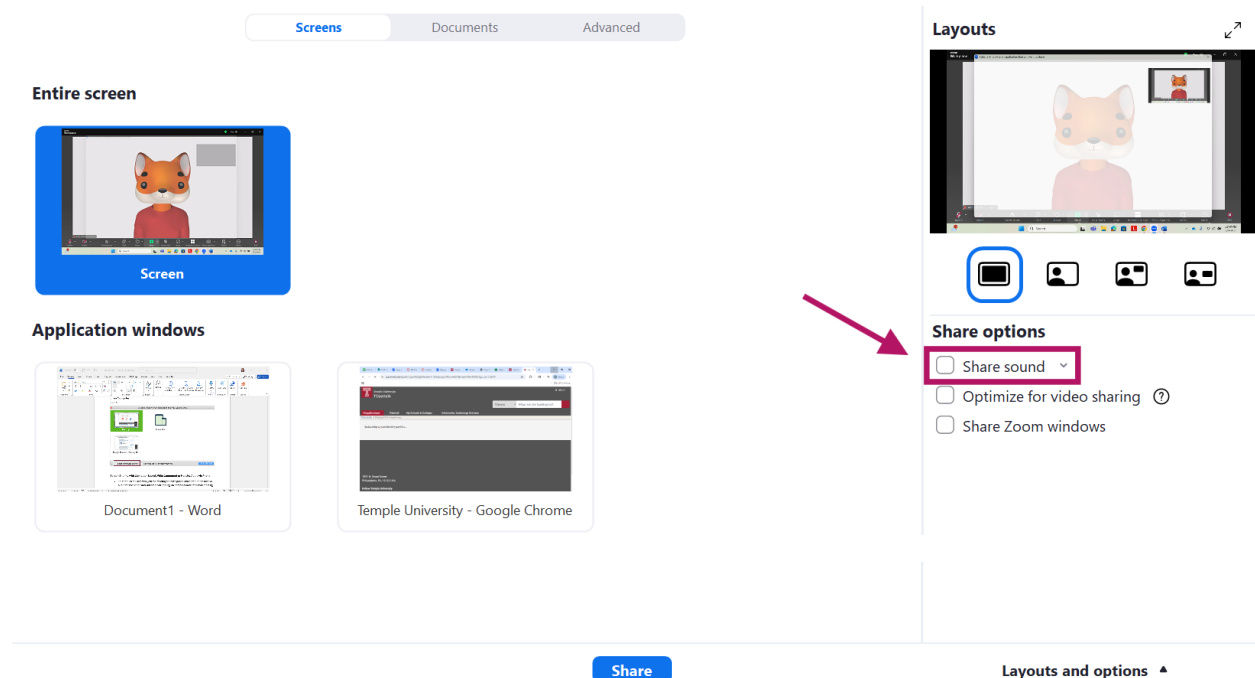 Screens
Documents
Advanced
Layouts
Entire screen
Screen
Application windows
Share options
Share sound
Optimize for video sharing
Share Zoom windows
Document1 - Word
Temple University - Google Chrome
Share
Layouts and options